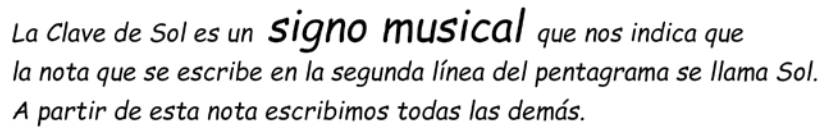 La Clave de Sol es un signo musical que nos indica que
la nota que se escribe en la segunda línea del pentagrama se llama Sol.
A partir de esta nota escribimos todas las demás.